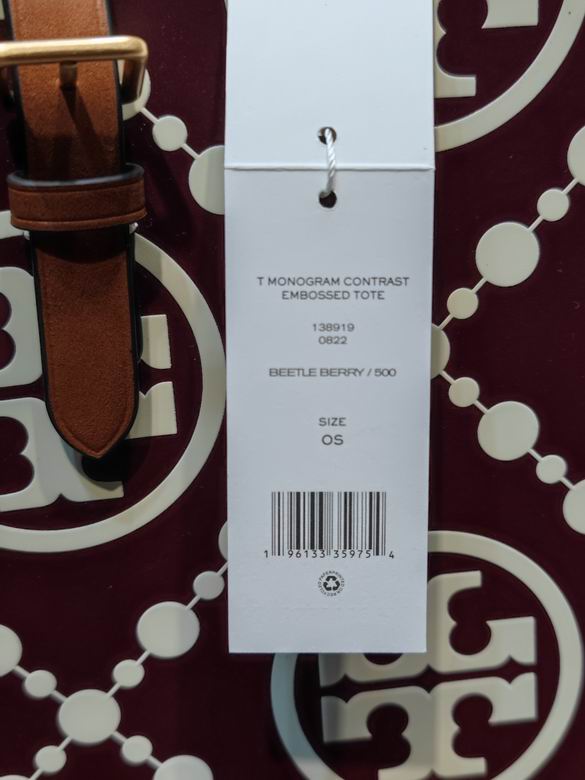 T MONOGRAM CONTRAST
EMBOSSED TOTE
138919
0822
BEETLE BERRY / 500
SIZE
OS
1 96133 35975 4